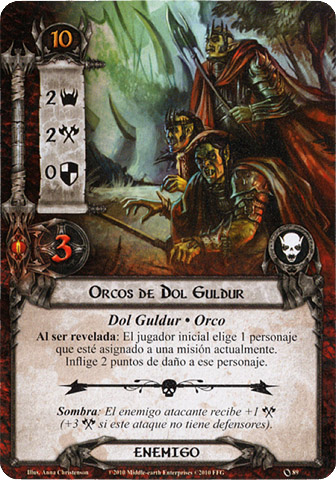 10
2
2
0
3
Orcos de Dol Guldur
Dol Guldur • Orco
Al ser revelada: El jugador inicial elige 1 personaje
que esté asignado a una misión actualmente.
Inflige 2 puntos de daño a ese personaje.
Sombra: El enemigo atacante recibe +1
(+3 si este ataque no tiene defensores).
ENEMIGO
Illus. Anna Christenson
©2010 Middle-earth Enterprises ©2010 FFG
89